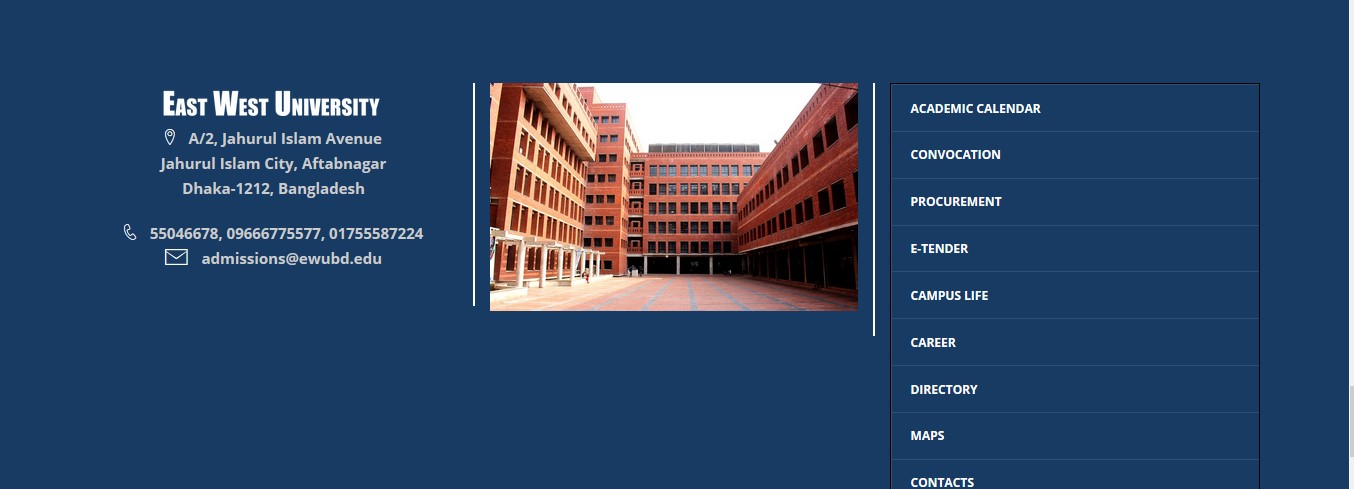 EAST WEST UNIVERSITY
A/2, Jahurul Islam Avenue
Jahurul Islam City, Aftabnagar
Dhaka-1212, Bangladesh
55046678, 09666775577, 01755587224
admissions@ewubd.edu
ACADEMIC CALENDAR
CONVOCATION
PROCUREMENT
E-TENDER
CAMPUS LIFE
CAREER
DIRECTORY
MAPS
CONTACTS